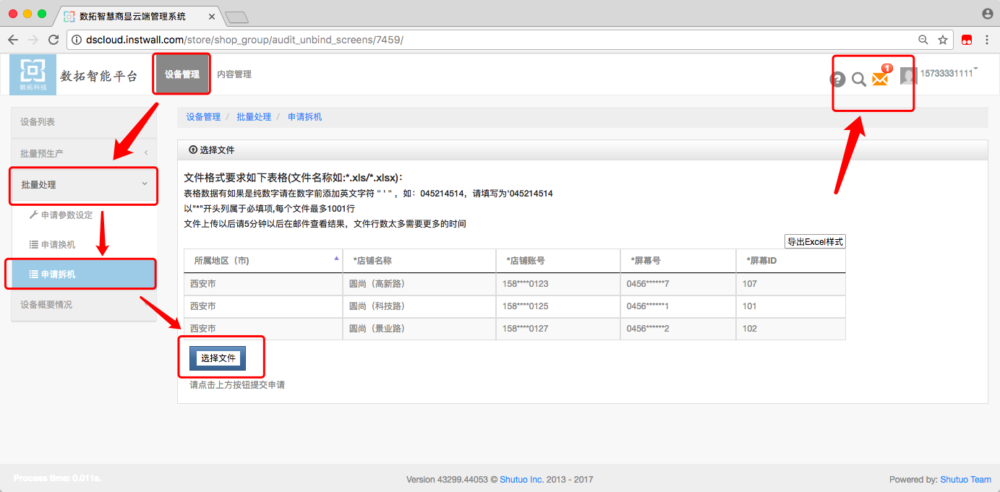 数拓智慧商显云端管理系统
dscloud.instwall.com/store/shop_group/audit_unbind_screens/7459/
数拓科技
数拓智能平台
设备管理
内容管理
?
1
15733331111
设备列表
批量预生产
批量处理
申请参数设定
申请换机
申请拆机
设备概要情况
设备管理 / 批量处理 / 申请拆机
选择文件
文件格式要求如下表格(文件名称如:*.xls/*.xlsx)：
表格数据有如果是纯数字请在数字前添加英文字符 " ' "，如：045214514，请填写为'045214514
以"*"开头列属于必填项,每个文件最多1001行
文件上传以后请5分钟以后在邮件查看结果，文件行数太多需要更多的时间
导出Excel样式
所属地区（市） *店铺名称 *店铺账号 *屏幕号 *屏幕ID
西安市 圆尚（高新路） 158****0123 0456******7 107
西安市 圆尚（科技路） 158****0125 0456******1 101
西安市 圆尚（景业路） 158****0127 0456******2 102
选择文件
请点击上方按钮提交申请
Process time: 0.011s.
Version 43299.44053 © Shutuo Inc. 2013 - 2017
Powered by: Shutuo Team